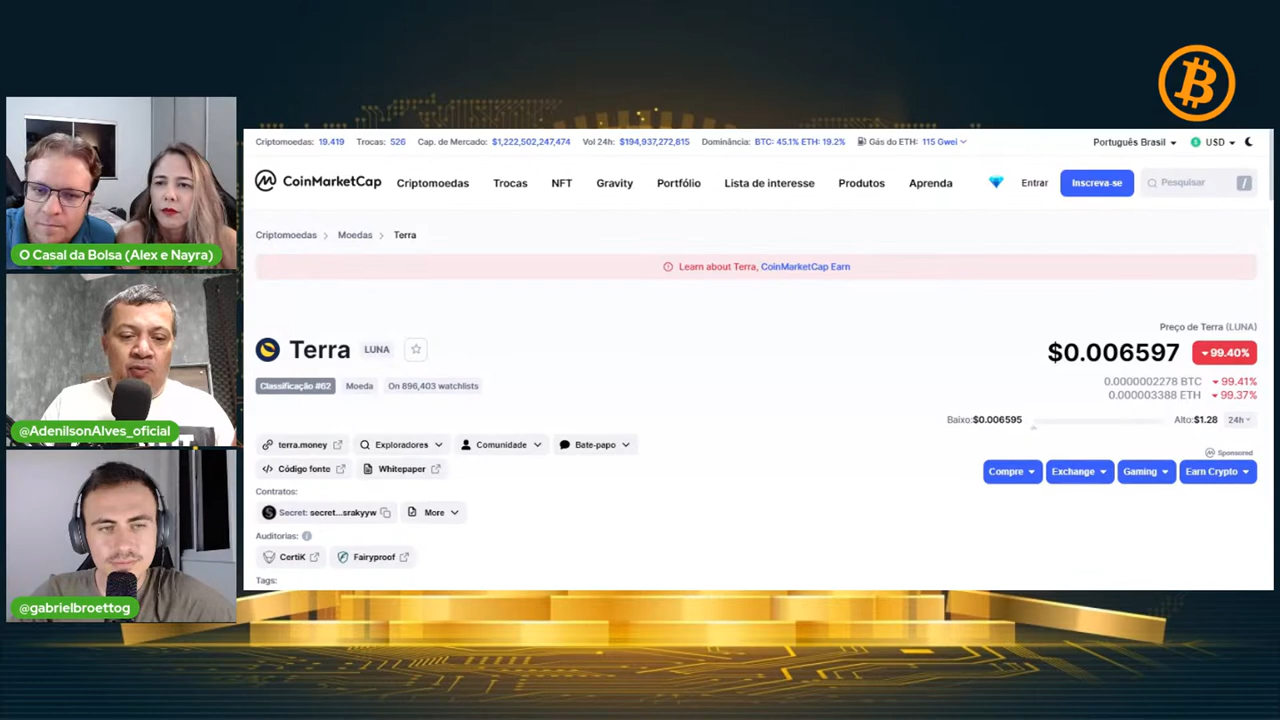 O Casal da Bolsa (Alex e Nayra)
@AdenilsonAlves_oficial
@gabrielbroettog
Criptomoedas: 19.419 Trocas: 526 Cap. de Mercado: $1,222,502,247,474 Vol 24h: $194,937,272,815 Dominância: BTC: 45.1% ETH: 19.2% Gás do ETH: 115 Gwei Português Brasil USD
CoinMarketCap Criptomoedas Trocas NFT Gravity Portfólio Lista de interesse Produtos Aprenda Entrar Inscreva-se Pesquisar /
Criptomoedas > Moedas > Terra
Learn about Terra, CoinMarketCap Earn
Preço de Terra (LUNA)
Terra LUNA $0.006597 99.40%
Classificação #62 Moeda On 896,403 watchlists 0.0000002278 BTC 99.41%
0.000003388 ETH 99.37%
Baixo:$0.006595 Alto:$1.28 24h
terra.money Exploradores Comunidade Bate-papo
Sponsored
Código fonte Whitepaper Compre Exchange Gaming Earn Crypto
Contratos:
Secret: secret...srakyyw More
Auditorias:
CertiK Fairyproof
Tags: